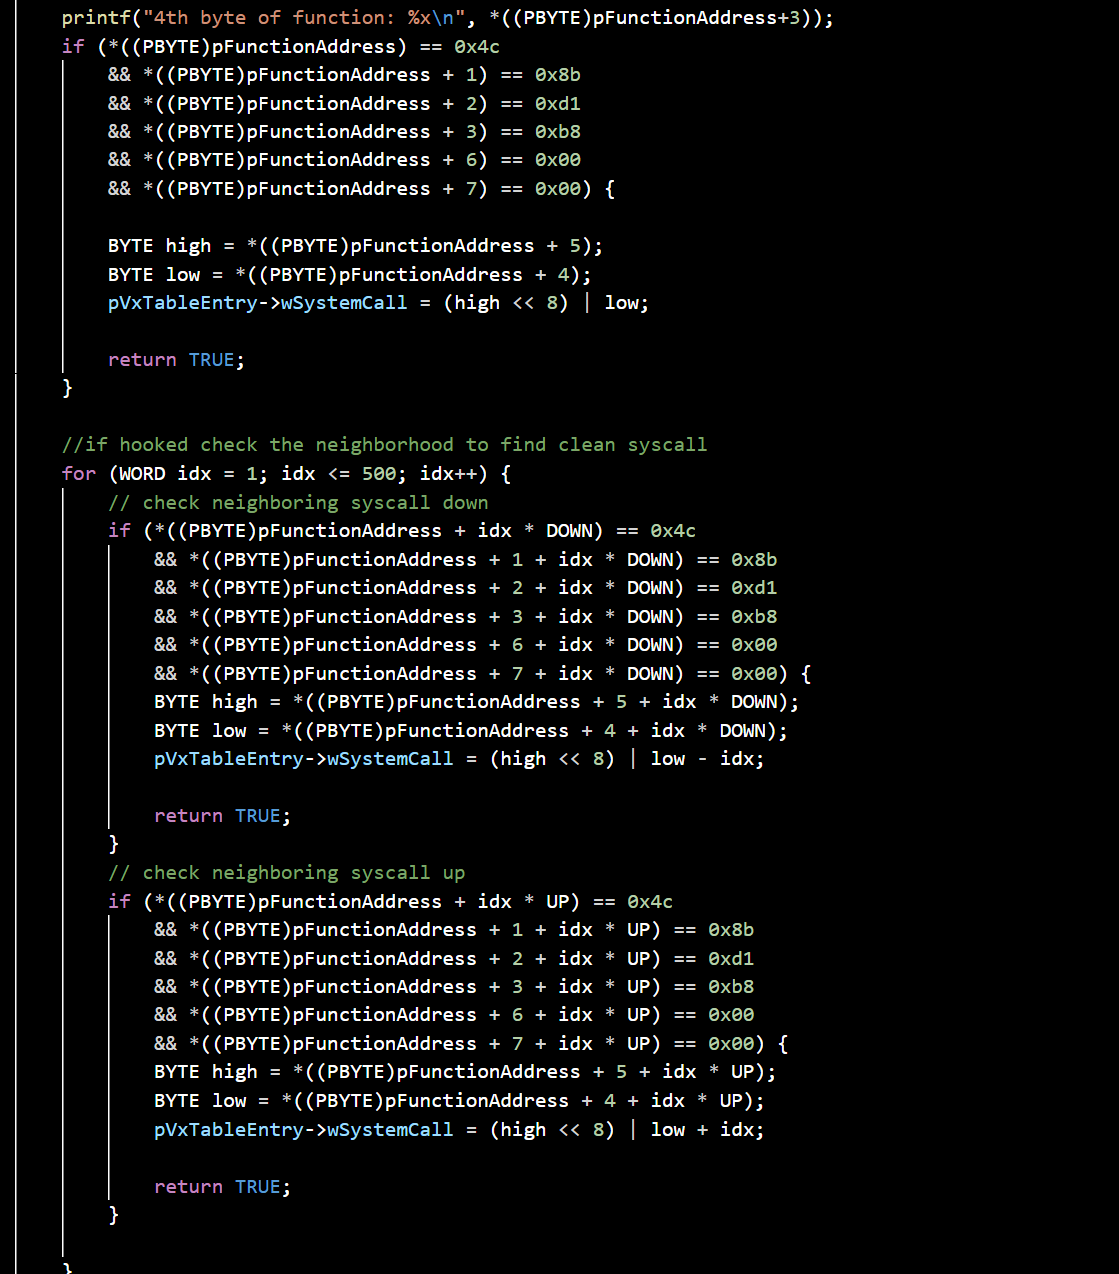 printf("4th byte of function: %x\n", *((PBYTE)pFunctionAddress+3));
if (*((PBYTE)pFunctionAddress) == 0x4c
&& *((PBYTE)pFunctionAddress + 1) == 0x8b
&& *((PBYTE)pFunctionAddress + 2) == 0xd1
&& *((PBYTE)pFunctionAddress + 3) == 0xb8
&& *((PBYTE)pFunctionAddress + 6) == 0x00
&& *((PBYTE)pFunctionAddress + 7) == 0x00) {
BYTE high = *((PBYTE)pFunctionAddress + 5);
BYTE low = *((PBYTE)pFunctionAddress + 4);
pVxTableEntry->wSystemCall = (high << 8) | low;
return TRUE;
}
//if hooked check the neighborhood to find clean syscall
for (WORD idx = 1; idx <= 500; idx++) {
// check neighboring syscall down
if (*((PBYTE)pFunctionAddress + idx * DOWN) == 0x4c
&& *((PBYTE)pFunctionAddress + 1 + idx * DOWN) == 0x8b
&& *((PBYTE)pFunctionAddress + 2 + idx * DOWN) == 0xd1
&& *((PBYTE)pFunctionAddress + 3 + idx * DOWN) == 0xb8
&& *((PBYTE)pFunctionAddress + 6 + idx * DOWN) == 0x00
&& *((PBYTE)pFunctionAddress + 7 + idx * DOWN) == 0x00) {
BYTE high = *((PBYTE)pFunctionAddress + 5 + idx * DOWN);
BYTE low = *((PBYTE)pFunctionAddress + 4 + idx * DOWN);
pVxTableEntry->wSystemCall = (high << 8) | low - idx;
return TRUE;
}
// check neighboring syscall up
if (*((PBYTE)pFunctionAddress + idx * UP) == 0x4c
&& *((PBYTE)pFunctionAddress + 1 + idx * UP) == 0x8b
&& *((PBYTE)pFunctionAddress + 2 + idx * UP) == 0xd1
&& *((PBYTE)pFunctionAddress + 3 + idx * UP) == 0xb8
&& *((PBYTE)pFunctionAddress + 6 + idx * UP) == 0x00
&& *((PBYTE)pFunctionAddress + 7 + idx * UP) == 0x00) {
BYTE high = *((PBYTE)pFunctionAddress + 5 + idx * UP);
BYTE low = *((PBYTE)pFunctionAddress + 4 + idx * UP);
pVxTableEntry->wSystemCall = (high << 8) | low + idx;
return TRUE;
}
}